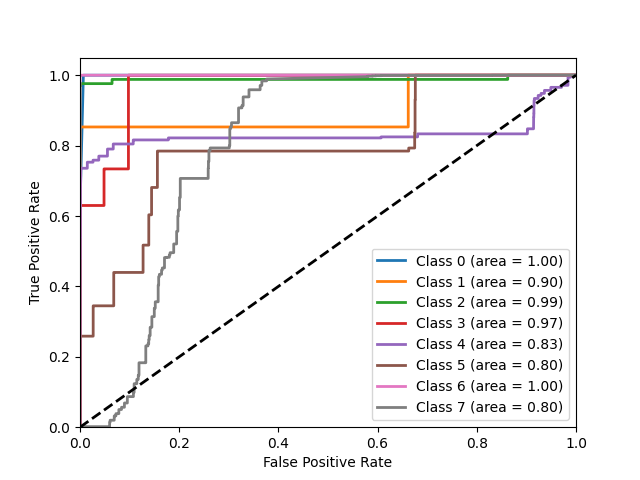 1.0
0.8
0.6
0.4
0.2
0.0
True Positive Rate
Class 0 (area = 1.00)
Class 1 (area = 0.90)
Class 2 (area = 0.99)
Class 3 (area = 0.97)
Class 4 (area = 0.83)
Class 5 (area = 0.80)
Class 6 (area = 1.00)
Class 7 (area = 0.80)
0.0 0.2 0.4 0.6 0.8 1.0
False Positive Rate